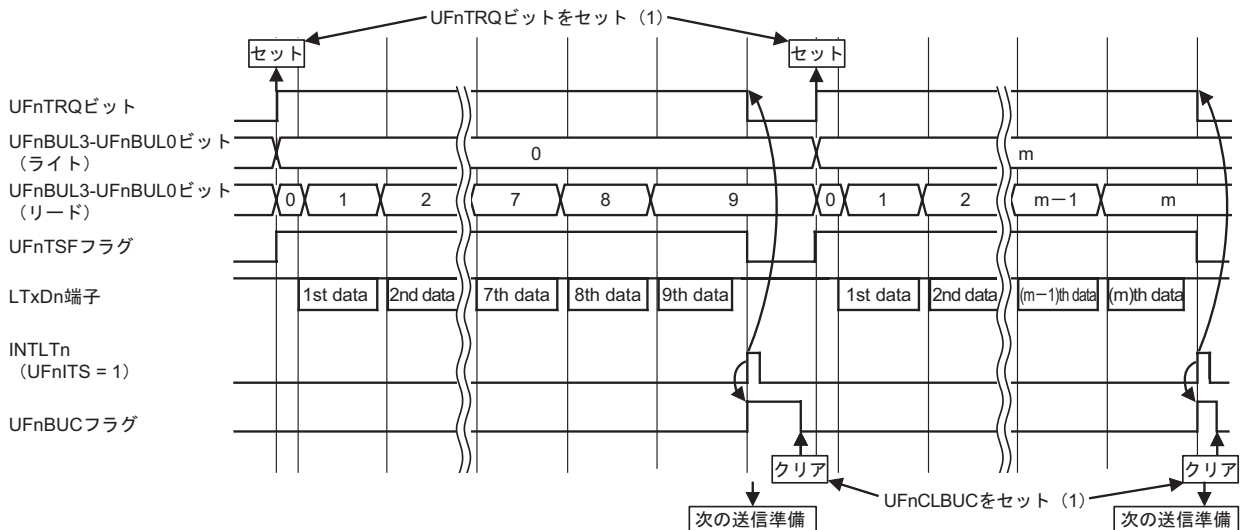 UFnTRQビットをセット（1）
セット
セット
UFnTRQビット
UFnBUL3-UFnBUL0ビット
（ライト）
0
m
UFnBUL3-UFnBUL0ビット
（リード）
0
1
2
7
8
9
0
1
2
m－1
m
UFnTSFフラグ
LTxDn端子
1st data
2nd data
7th data
8th data
9th data
1st data
2nd data
(m－1)th data
(m)th data
INTLTn
（UFnITS = 1）
UFnBUCフラグ
クリア
クリア
UFnCLBUCをセット（1）
次の送信準備
次の送信準備